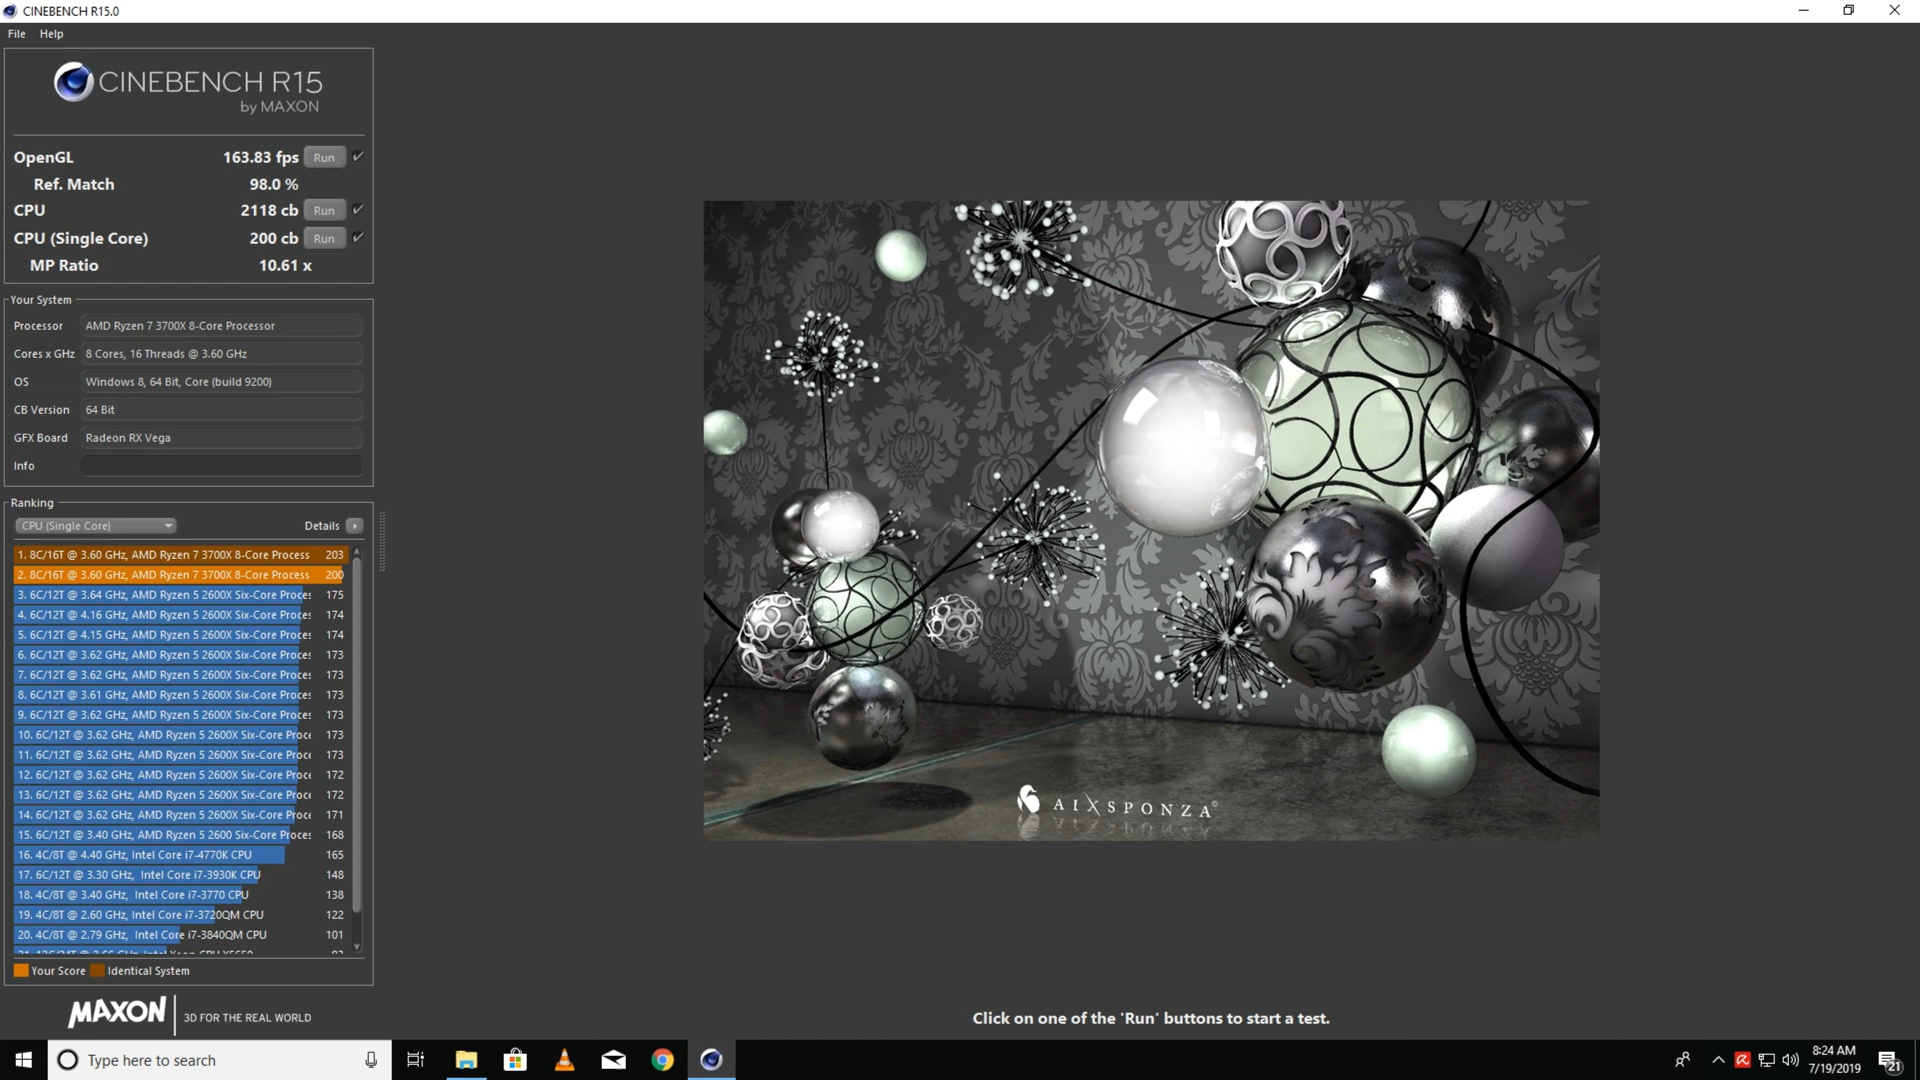 CINEBENCH R15.0
File Help
CINEBENCH R15
by MAXON
OpenGL 163.83 fps Run
Ref. Match 98.0 %
CPU 2118 cb Run
CPU (Single Core) 200 cb Run
MP Ratio 10.61 x
Your System
Processor AMD Ryzen 7 3700X 8-Core Processor
Cores x GHz 8 Cores, 16 Threads @ 3.60 GHz
OS Windows 8, 64 Bit, Core (build 9200)
CB Version 64 Bit
GFX Board Radeon RX Vega
Info
Ranking
CPU (Single Core) Details
1. 8C/16T @ 3.60 GHz, AMD Ryzen 7 3700X 8-Core Process 203
2. 8C/16T @ 3.60 GHz, AMD Ryzen 7 3700X 8-Core Process 200
3. 6C/12T @ 3.64 GHz, AMD Ryzen 5 2600X Six-Core Proces 175
4. 6C/12T @ 4.16 GHz, AMD Ryzen 5 2600X Six-Core Proces 174
5. 6C/12T @ 4.15 GHz, AMD Ryzen 5 2600X Six-Core Proces 174
6. 6C/12T @ 3.62 GHz, AMD Ryzen 5 2600X Six-Core Proces 173
7. 6C/12T @ 3.62 GHz, AMD Ryzen 5 2600X Six-Core Proces 173
8. 6C/12T @ 3.61 GHz, AMD Ryzen 5 2600X Six-Core Proces 173
9. 6C/12T @ 3.62 GHz, AMD Ryzen 5 2600X Six-Core Proces 173
10. 6C/12T @ 3.62 GHz, AMD Ryzen 5 2600X Six-Core Proce 173
11. 6C/12T @ 3.62 GHz, AMD Ryzen 5 2600X Six-Core Proce 173
12. 6C/12T @ 3.62 GHz, AMD Ryzen 5 2600X Six-Core Proce 172
13. 6C/12T @ 3.62 GHz, AMD Ryzen 5 2600X Six-Core Proce 172
14. 6C/12T @ 3.62 GHz, AMD Ryzen 5 2600X Six-Core Proce 171
15. 6C/12T @ 3.40 GHz, AMD Ryzen 5 2600 Six-Core Proces 168
16. 4C/8T @ 4.40 GHz, Intel Core i7-4770K CPU 165
17. 6C/12T @ 3.30 GHz, Intel Core i7-3930K CPU 148
18. 4C/8T @ 3.40 GHz, Intel Core i7-3770 CPU 138
19. 4C/8T @ 2.60 GHz, Intel Core i7-3720QM CPU 122
20. 4C/8T @ 2.79 GHz, Intel Core i7-3840QM CPU 101
Your Score Identical System
MAXON 3D FOR THE REAL WORLD
AIXSPONZA®
Click on one of the 'Run' buttons to start a test.
Type here to search
8:24 AM
7/19/2019
21